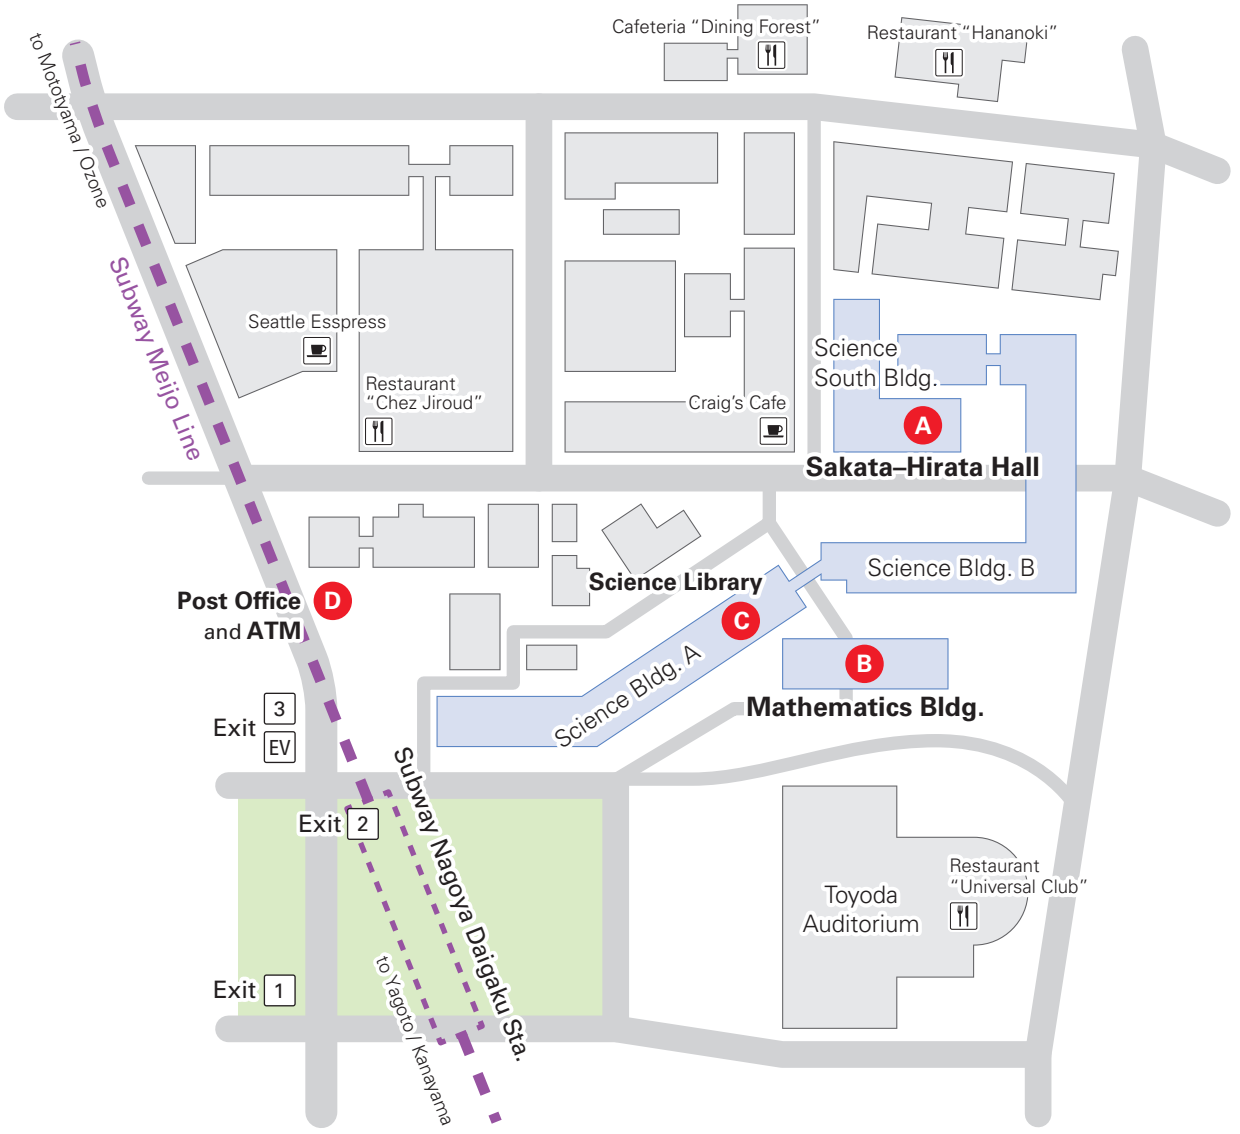 Cafeteria “Dining Forest”
Restaurant “Hananoki”
to Mototyama / Ozone
Subway Meijo Line
Seattle Esspress
Restaurant
“Chez Jiroud”
Craig's Cafe
Science
South Bldg.
A
Sakata–Hirata Hall
Science Bldg. B
Science Library
C
Science Bldg. A
B
Mathematics Bldg.
Post Office
and ATM
D
Exit 3
EV
Exit 2
Exit 1
Subway Nagoya Daigaku Sta.
to Yagoto / Kanayama
Toyoda
Auditorium
Restaurant
“Universal Club”